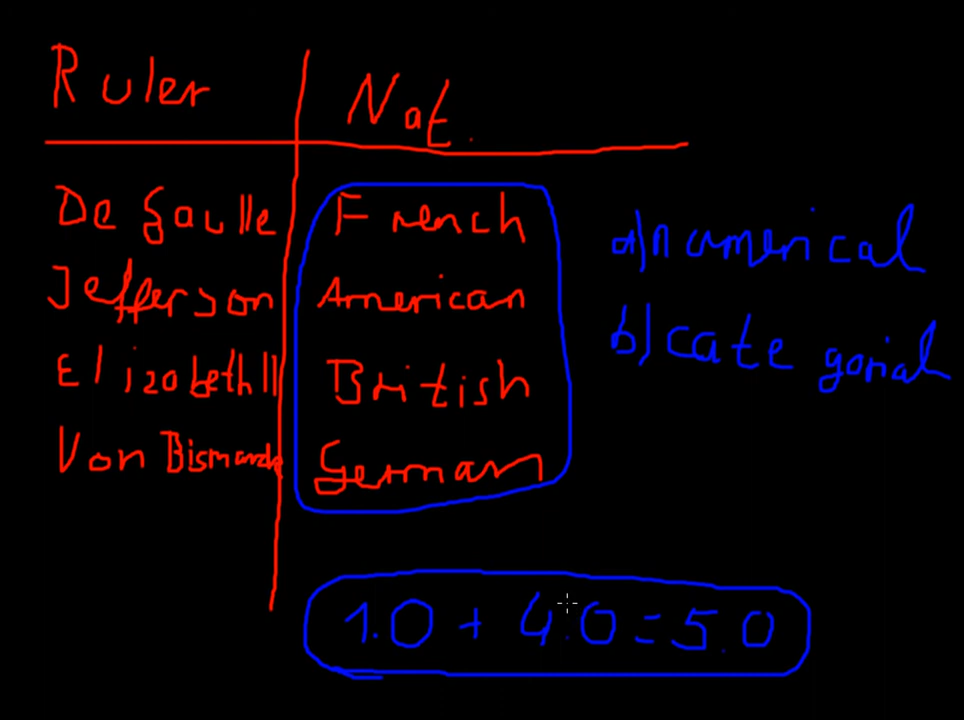 Ruler Nat.
De Gaulle French
a) numerical
Jefferson American
b) categorial
Elizabeth II British
Von Bismarck German
1.0 + 4.0 = 5.0